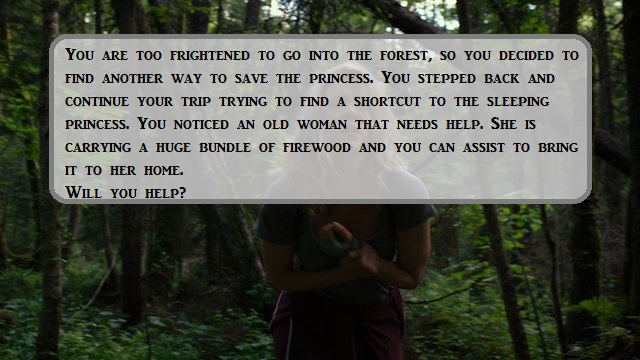 You are too frightened to go into the forest, so you decided to
find another way to save the princess. You stepped back and
continue your trip trying to find a shortcut to the sleeping
princess. You noticed an old woman that needs help. She is
carrying a huge bundle of firewood and you can assist to bring
it to her home.
Will you help?